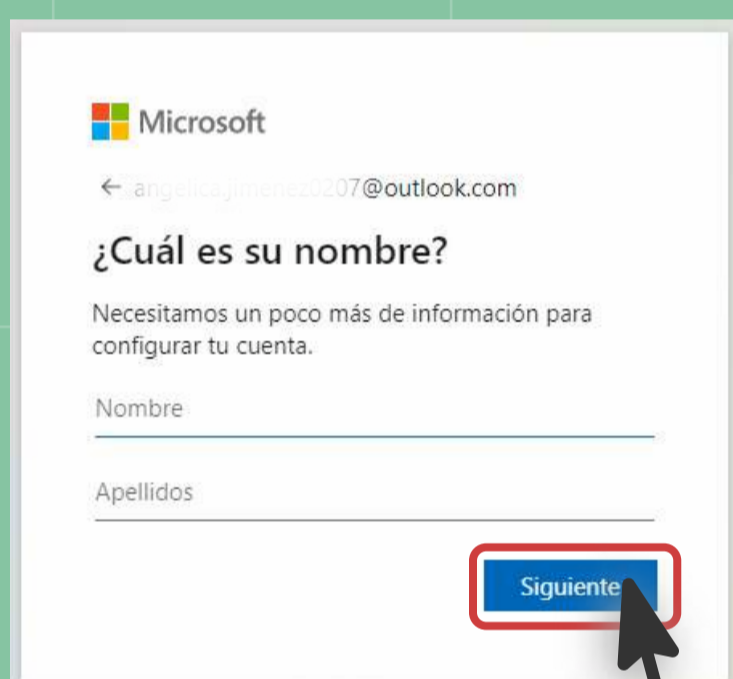 Microsoft
← angelica.jimenez0207@outlook.com
¿Cuál es su nombre?
Necesitamos un poco más de información para
configurar tu cuenta.
Nombre
Apellidos
Siguiente